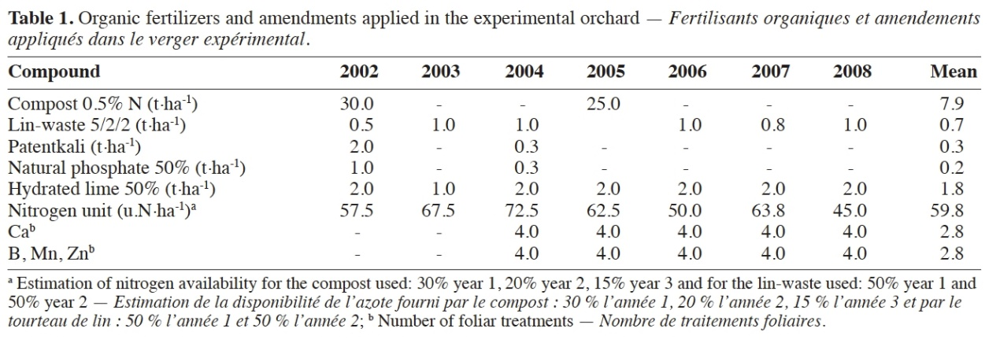 Table 1. Organic fertilizers and amendments applied in the experimental orchard — Fertilisants organiques et amendements
appliqués dans le verger expérimental.
Compound 2002 2003 2004 2005 2006 2007 2008 Mean
Compost 0.5% N (t·ha⁻¹) 30.0 - - 25.0 - - - 7.9
Lin-waste 5/2/2 (t·ha⁻¹) 0.5 1.0 1.0 1.0 0.8 1.0 0.7
Patentkali (t·ha⁻¹) 2.0 - 0.3 - - - - 0.3
Natural phosphate 50% (t·ha⁻¹) 1.0 - 0.3 - - - - 0.2
Hydrated lime 50% (t·ha⁻¹) 2.0 1.0 2.0 2.0 2.0 2.0 2.0 1.8
Nitrogen unit (u.N·ha⁻¹)ᵃ 57.5 67.5 72.5 62.5 50.0 63.8 45.0 59.8
Caᵇ - - 4.0 4.0 4.0 4.0 4.0 2.8
B, Mn, Znᵇ - - 4.0 4.0 4.0 4.0 4.0 2.8
ᵃ Estimation of nitrogen availability for the compost used: 30% year 1, 20% year 2, 15% year 3 and for the lin-waste used: 50% year 1 and
50% year 2 — Estimation de la disponibilité de l'azote fourni par le compost : 30 % l'année 1, 20 % l'année 2, 15 % l'année 3 et par le
tourteau de lin : 50 % l'année 1 et 50 % l'année 2; ᵇ Number of foliar treatments — Nombre de traitements foliaires.